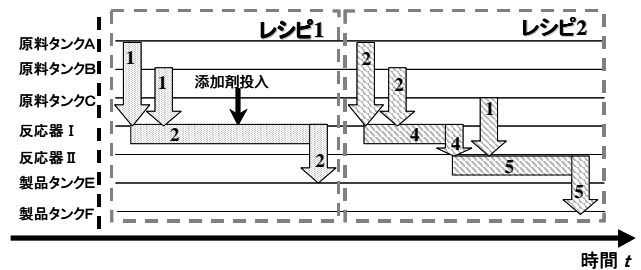 レシピ1
レシピ2
原料タンクA
原料タンクB
原料タンクC
反応器Ⅰ
反応器Ⅱ
製品タンクE
製品タンクF
1
1
添加剤投入
2
2
2
2
4
4
1
5
5
時間 t